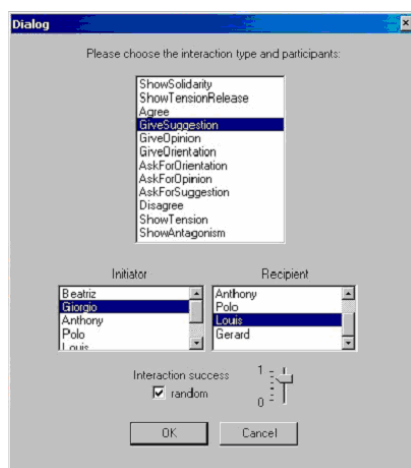 Dialog
Please choose the interaction type and participants:
ShowSolidarity
ShowTensionRelease
Agree
GiveSuggestion
GiveOpinion
GiveOrientation
AskForOrientation
AskForOpinion
AskForSuggestion
Disagree
ShowTension
ShowAntagonism
Initiator
Recipient
Beatriz
Giorgio
Anthony
Polo
Louis
Anthony
Polo
Louis
Gerard
Interaction success
random
1
0
OK
Cancel